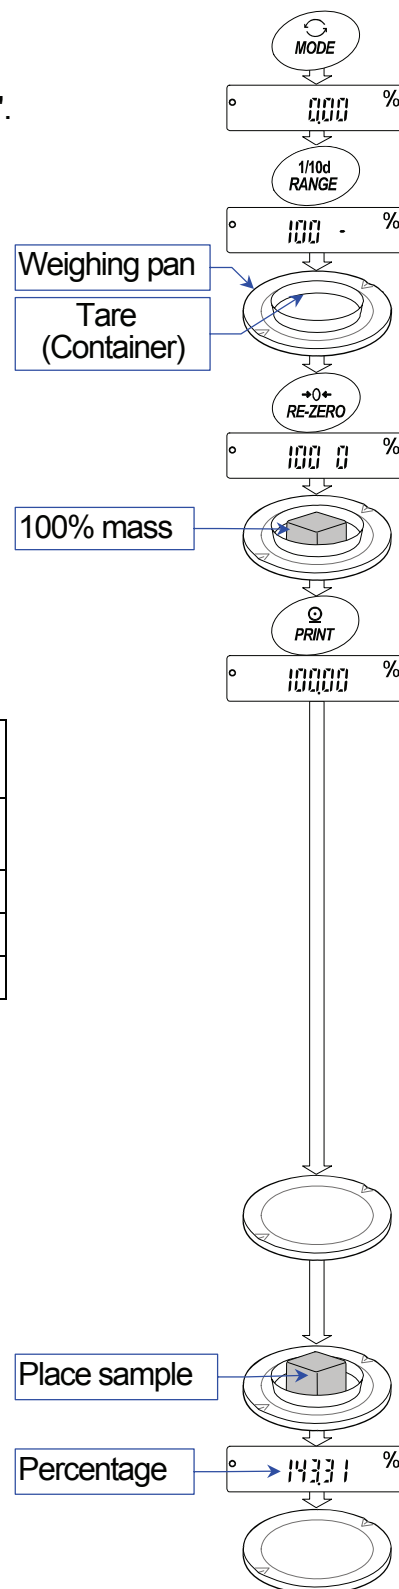 MODE
".
0.00 %
1/10d
RANGE
100 - %
Weighing pan
Tare
(Container)
→0←
RE-ZERO
100 0 %
100% mass
PRINT
100.00 %
Place sample
Percentage
143.31 %